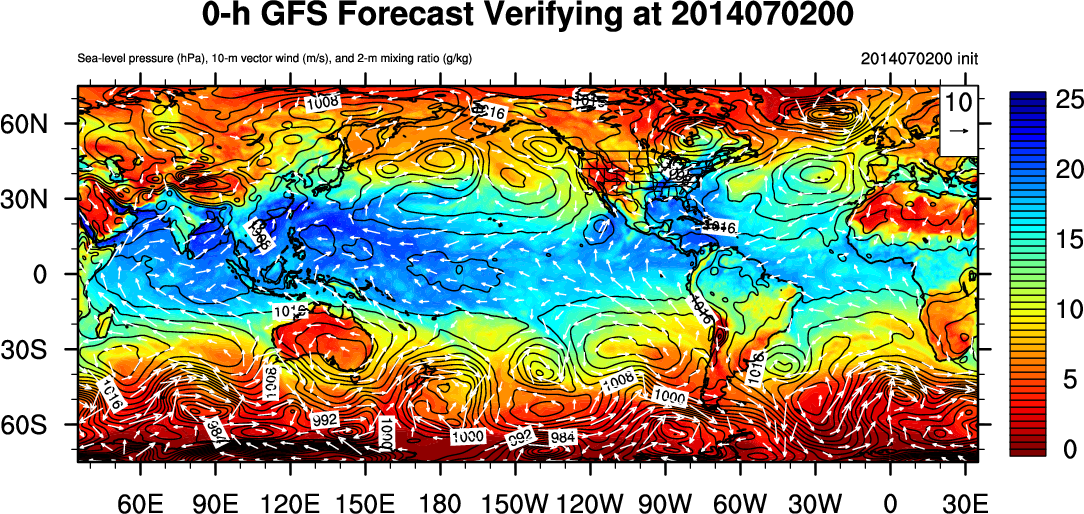 0-h GFS Forecast Verifying at 2014070200
Sea-level pressure (hPa), 10-m vector wind (m/s), and 2-m mixing ratio (g/kg)
2014070200 init
10
1008
1016
60N
30N
0
30S
60S
1016
1016
1016
1008
1008
1000
1016
992
984
1000
1000
992
984
60E 90E 120E 150E 180 150W 120W 90W 60W 30W 0 30E
25
20
15
10
5
0